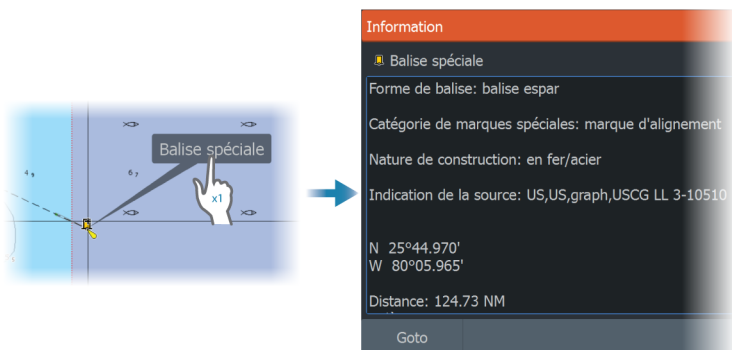 Information
Balise spéciale
Forme de balise: balise espar
Catégorie de marques spéciales: marque d'alignement
Nature de construction: en fer/acier
Indication de la source: US,US,graph,USCG LL 3-10510
N 25°44.970'
W 80°05.965'
Distance: 124.73 NM
Goto
Balise spéciale
x1
4 9
6 7